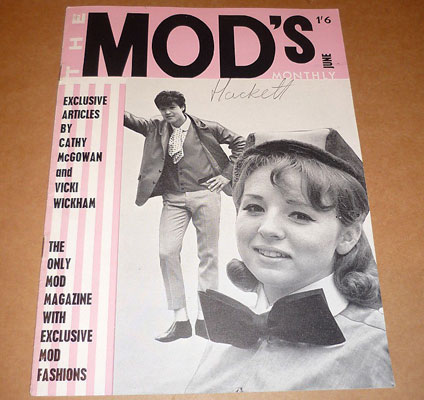 THE
MOD's
1'6
JUNE
MONTHLY
Hackett
EXCLUSIVE
ARTICLES
BY
CATHY
McGOWAN
and
VICKI
WICKHAM
THE
ONLY
MOD
MAGAZINE
WITH
EXCLUSIVE
MOD
FASHIONS